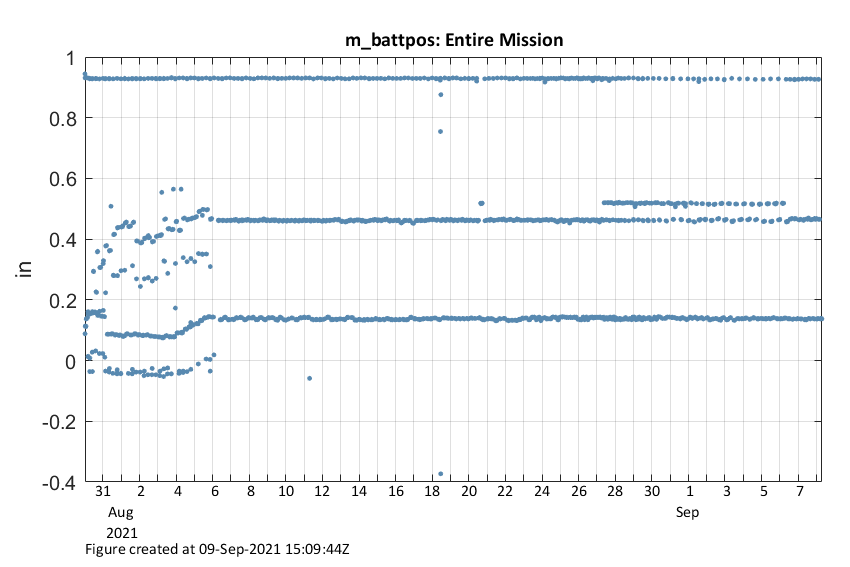 m_battpos: Entire Mission
in
1
0.8
0.6
0.4
0.2
0
-0.2
-0.4
31 2 4 6 8 10 12 14 16 18 20 22 24 26 28 30 1 3 5 7
Aug Sep
2021
Figure created at 09-Sep-2021 15:09:44Z